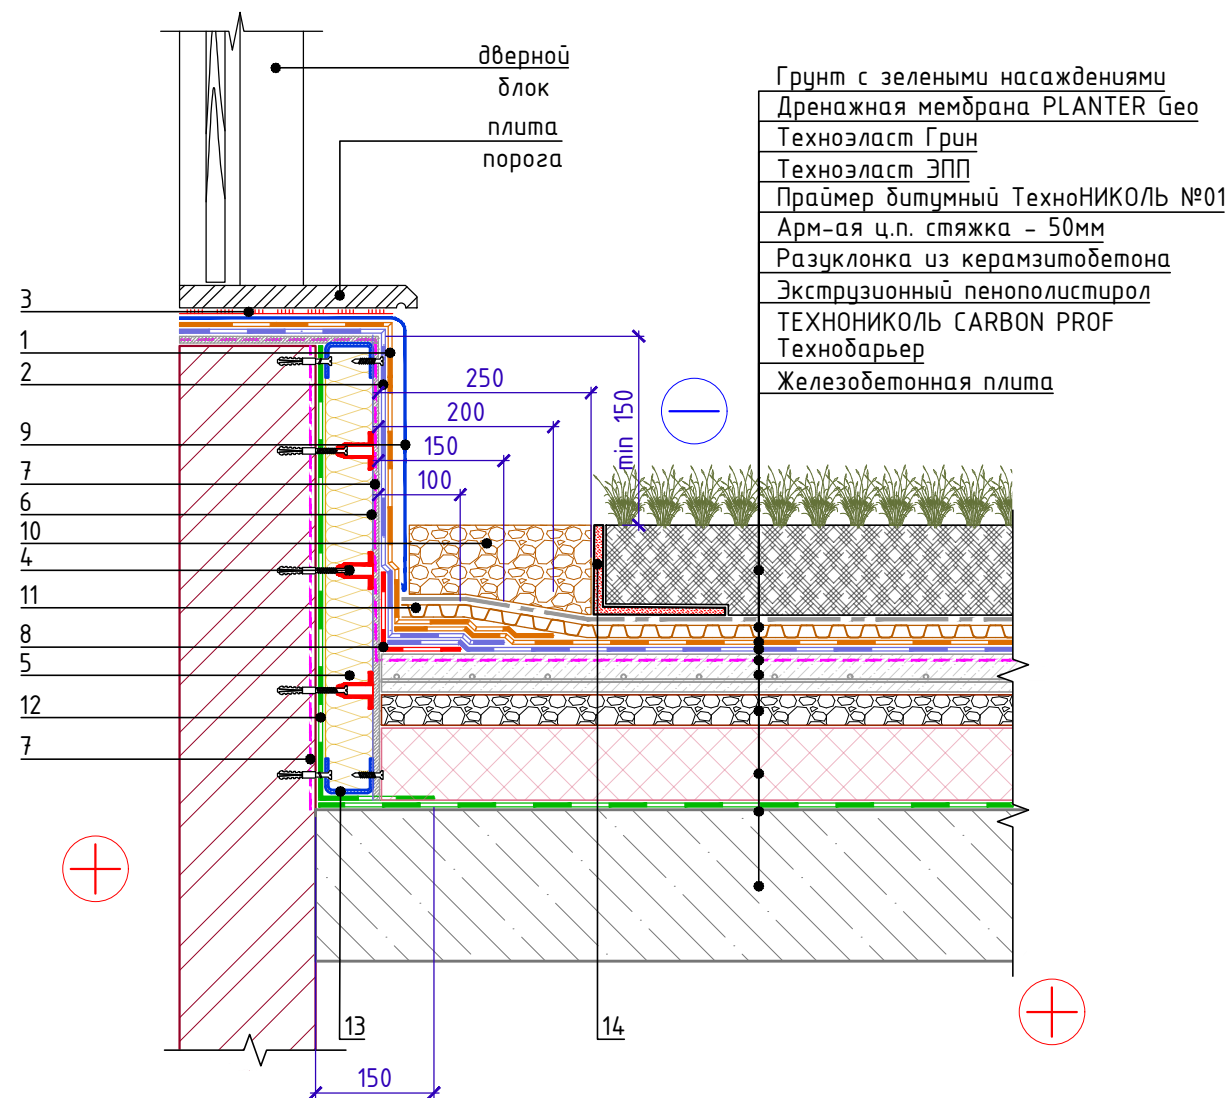 дверной
блок
плита
порога
Грунт с зелеными насаждениями
Дренажная мембрана PLANTER Geo
Техноэласт Грин
Техноэласт ЭПП
Праймер битумный ТехноНИКОЛЬ №01
Арм-ая ц.п. стяжка - 50мм
Разуклонка из керамзитобетона
Экструзионный пенополистирол
ТЕХНОНИКОЛЬ CARBON PROF
Технобарьер
Железобетонная плита
3
1
2
9
7
6
10
4
11
8
5
12
7
250
200
150
100
min 150
13
14
150